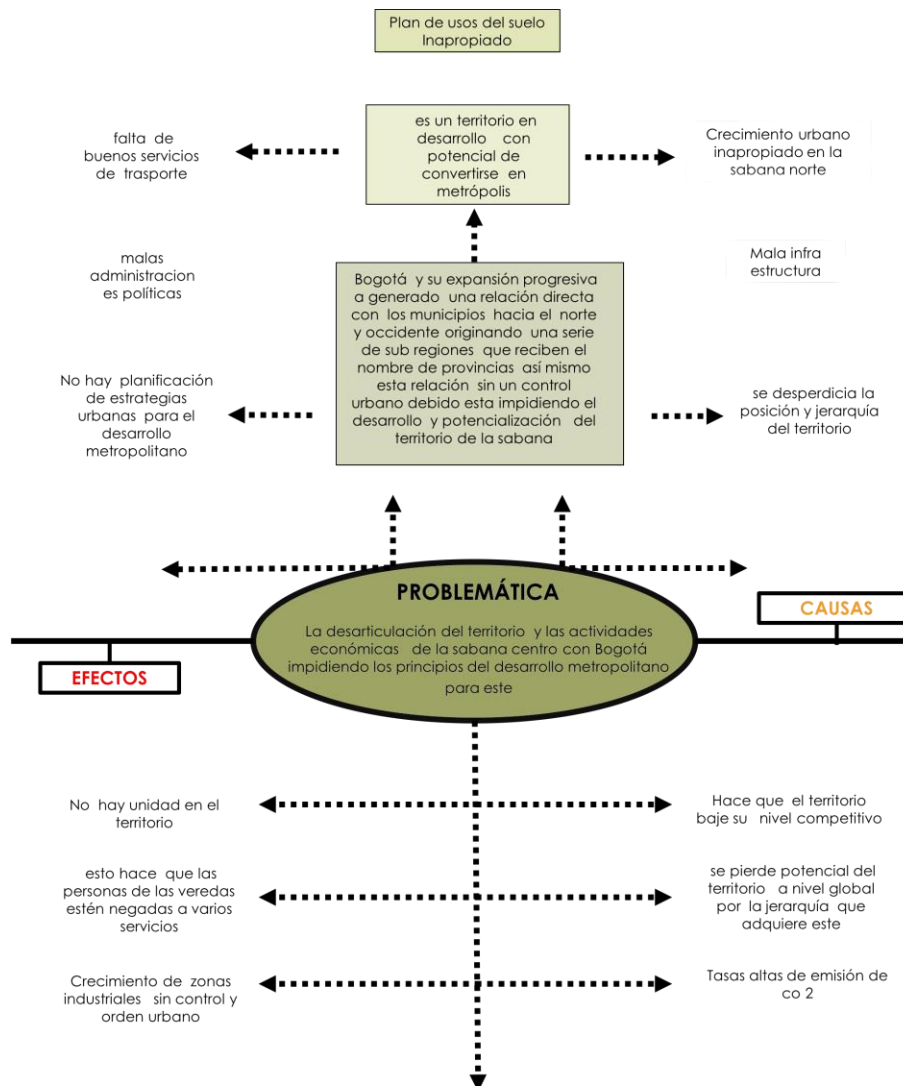 Plan de usos del suelo
Inapropiado
falta de
buenos servicios
de trasporte
es un territorio en
desarrollo con
potencial de
convertirse en
metrópolis
Crecimiento urbano
inapropiado en la
sabana norte
malas
administracion
es políticas
Bogotá y su expansión progresiva
a generado una relación directa
con los municipios hacia el norte
y occidente originando una serie
de sub regiones que reciben el
nombre de provincias así mismo
esta relación sin un control
urbano debido esta impidiendo el
desarrollo y potencialización del
territorio de la sabana
Mala infra
estructura
No hay planificación
de estrategias
urbanas para el
desarrollo
metropolitano
se desperdicia la
posición y jerarquía
del territorio
PROBLEMÁTICA
La desarticulación del territorio y las actividades
económicas de la sabana centro con Bogotá
impidiendo los principios del desarrollo metropolitano
para este
CAUSAS
EFECTOS
No hay unidad en el
territorio
Hace que el territorio
baje su nivel competitivo
esto hace que las
personas de las veredas
estén negadas a varios
servicios
se pierde potencial del
territorio a nivel global
por la jerarquía que
adquiere este
Crecimiento de zonas
industriales sin control y
orden urbano
Tasas altas de emisión de
co 2